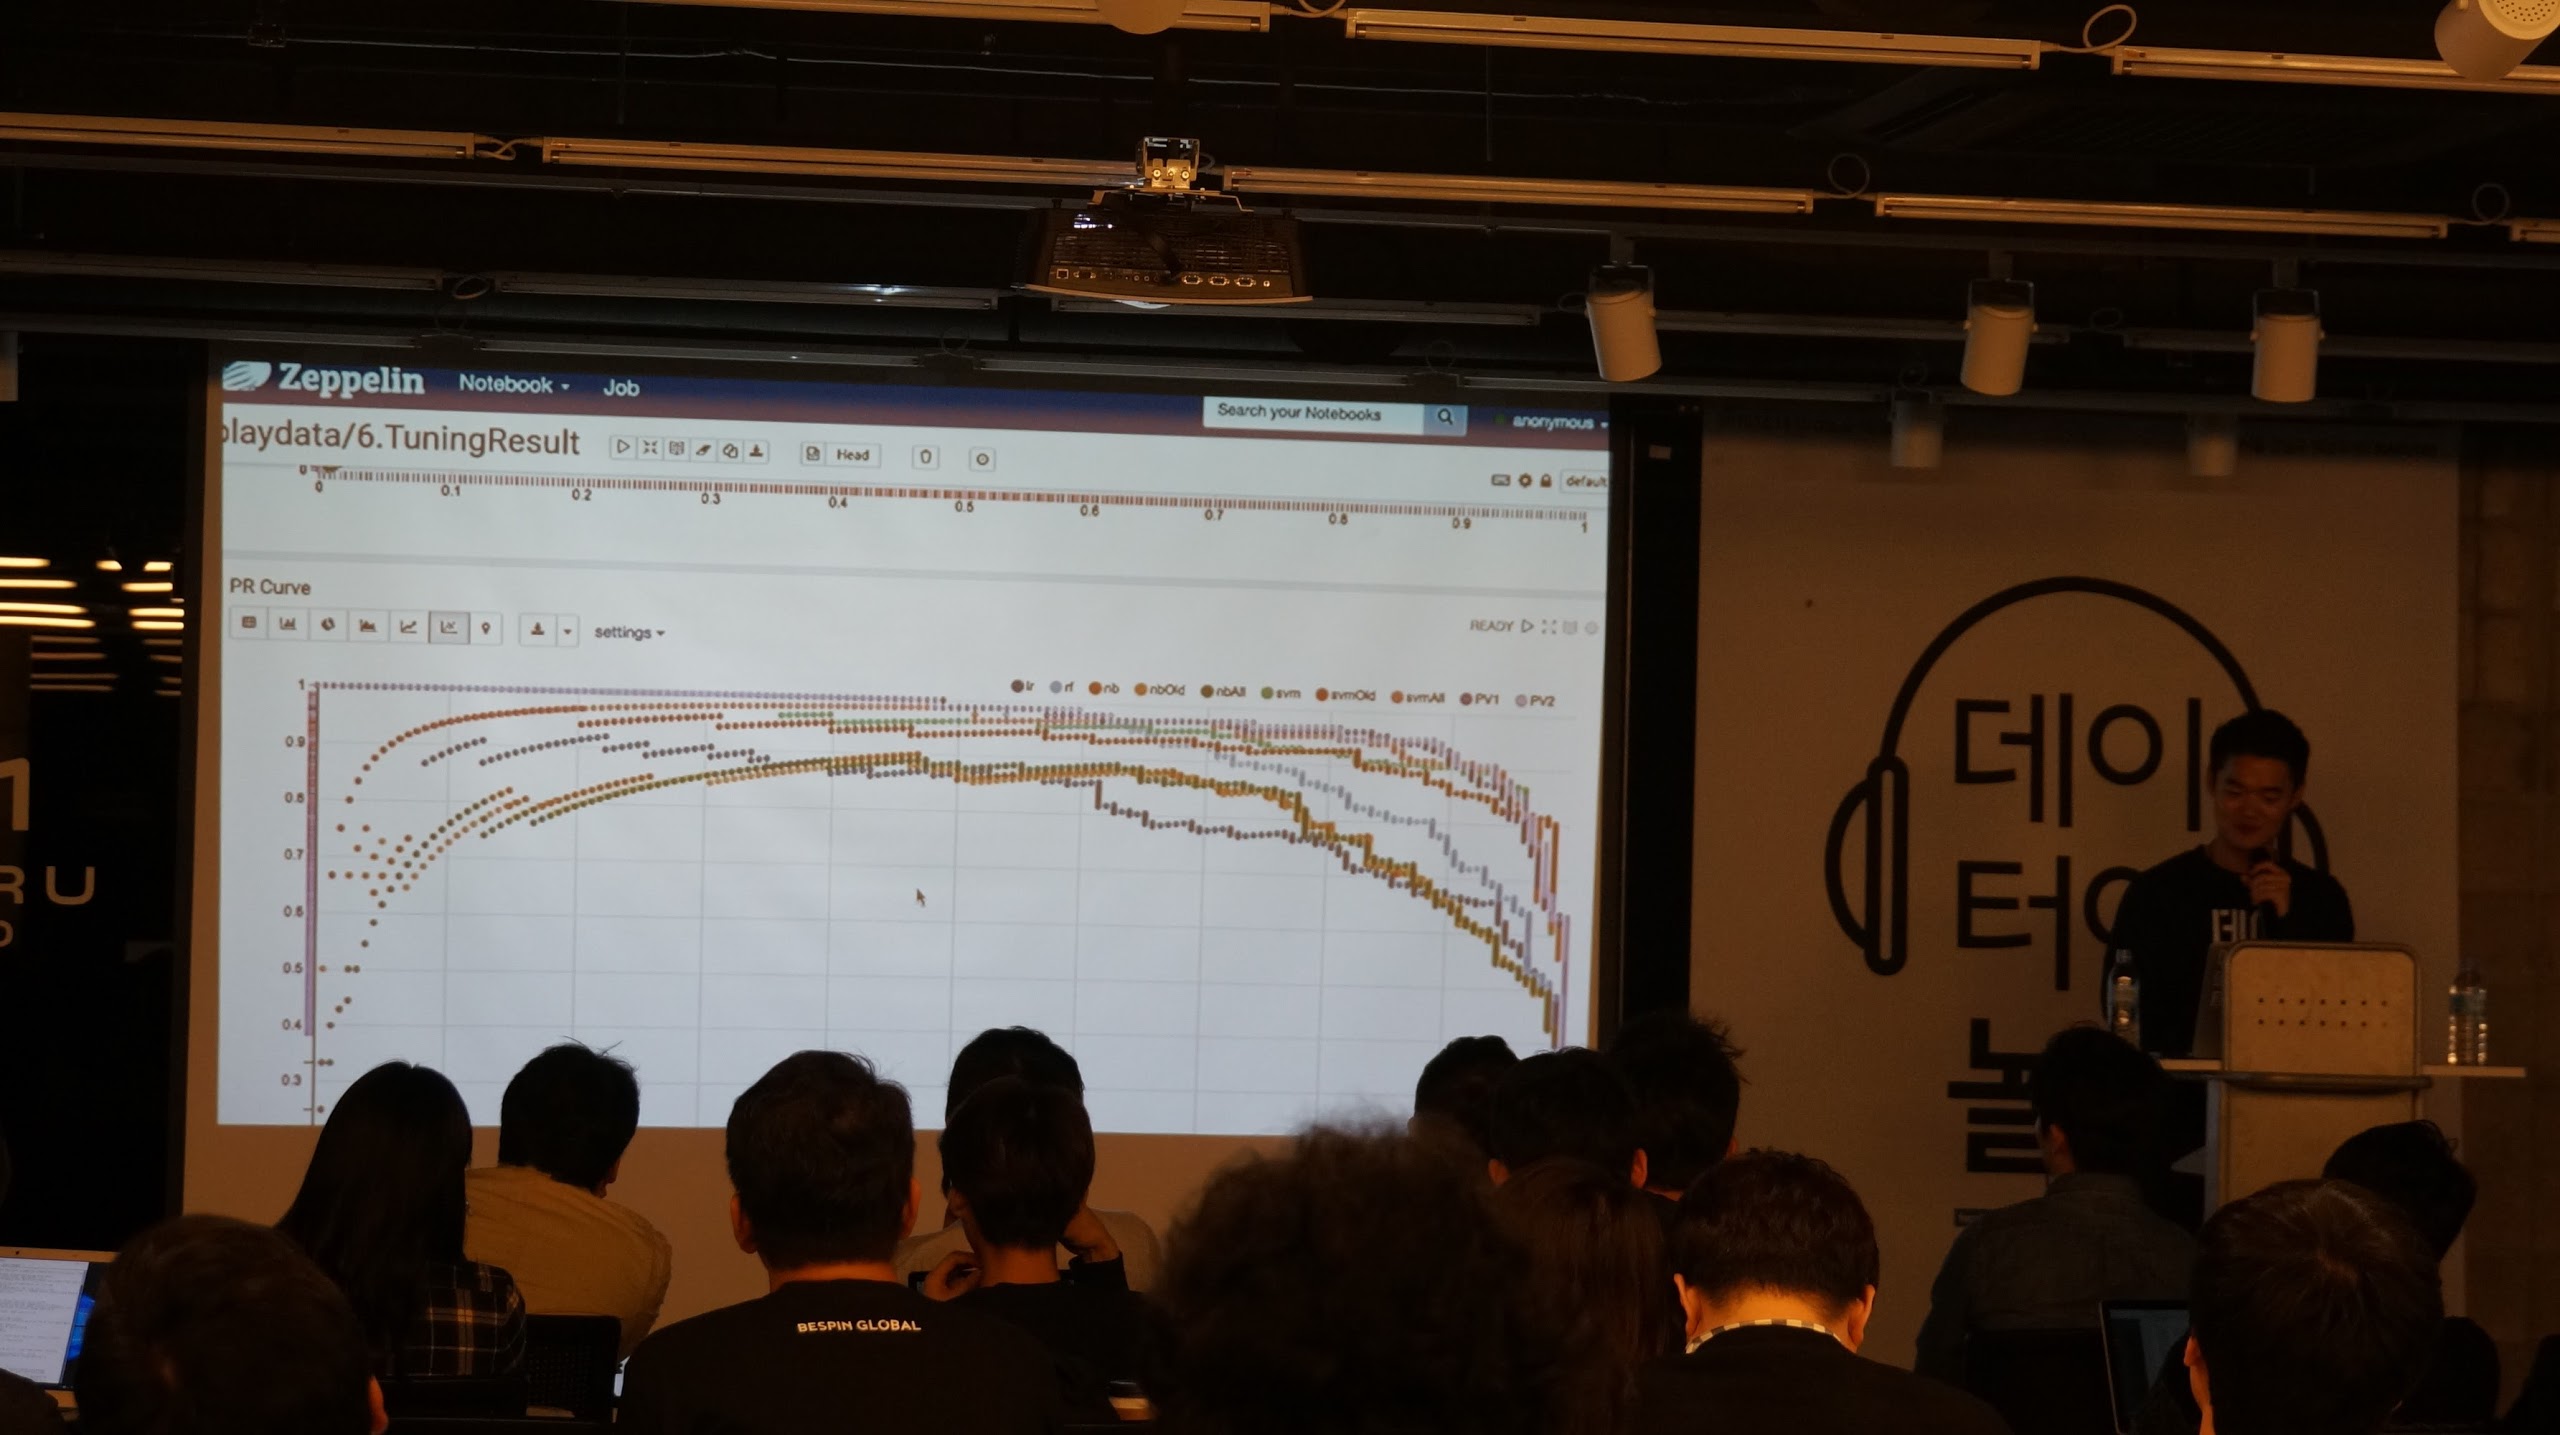 Zeppelin Notebook Job
Search your Notebooks
anonymous
playdata/6.TuningResult
Head
default
0
0 0.1 0.2 0.3 0.4 0.5 0.6 0.7 0.8 0.9 1
PR Curve
settings
READY
lr rf nb nbOld nbAll svm svmOld svmAll PV1 PV2
1
0.9
0.8
0.7
0.6
0.5
0.4
0.3
데이
터야
놀
RU
BESPIN GLOBAL